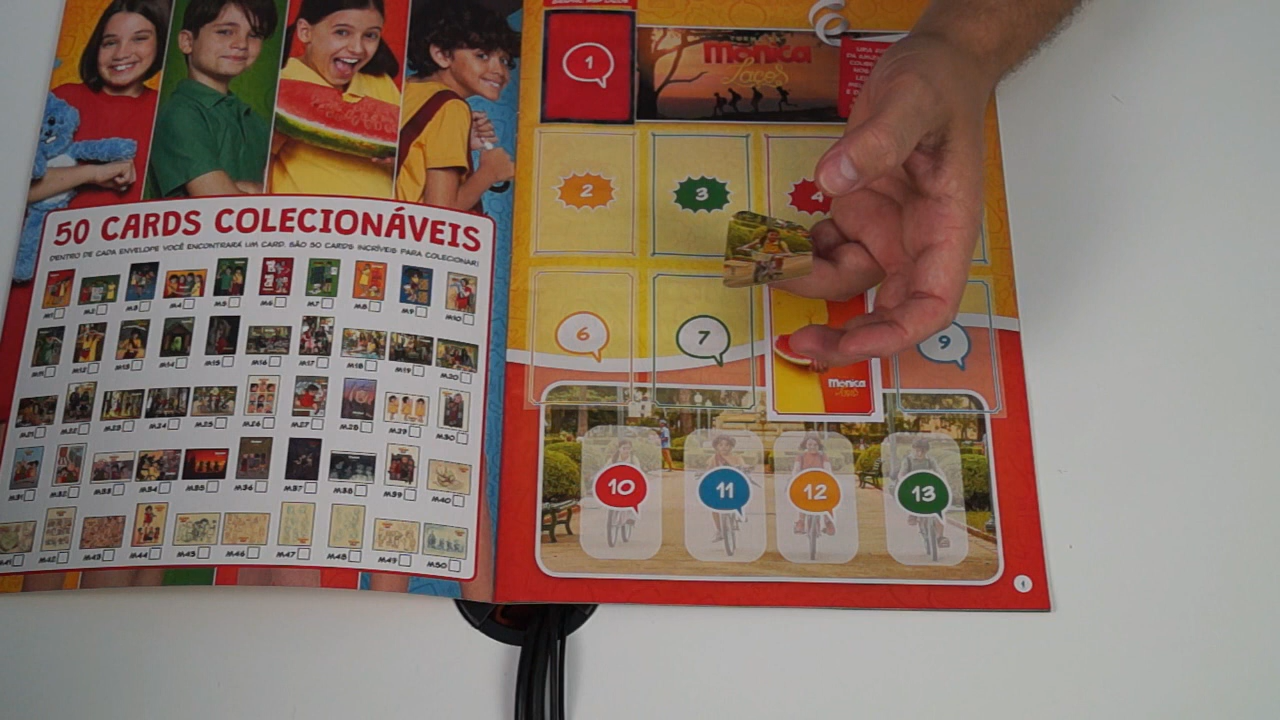 50 CARDS COLECIONÁVEIS
DENTRO DE CADA ENVELOPE VOCÊ ENCONTRARÁ UM CARD. SÃO 50 CARDS INCRÍVEIS PARA COLECIONAR!
M1 M2 M3 M4 M5 M6 M7 M8 M9 M10
M11 M12 M13 M14 M15 M16 M17 M18 M19 M20
M21 M22 M23 M24 M25 M26 M27 M28 M29 M30
M31 M32 M33 M34 M35 M36 M37 M38 M39 M40
M41 M42 M43 M44 M45 M46 M47 M48 M49 M50
1
Mônica
Laços
2 3 4
6 7 9
Mônica
10 11 12 13
1